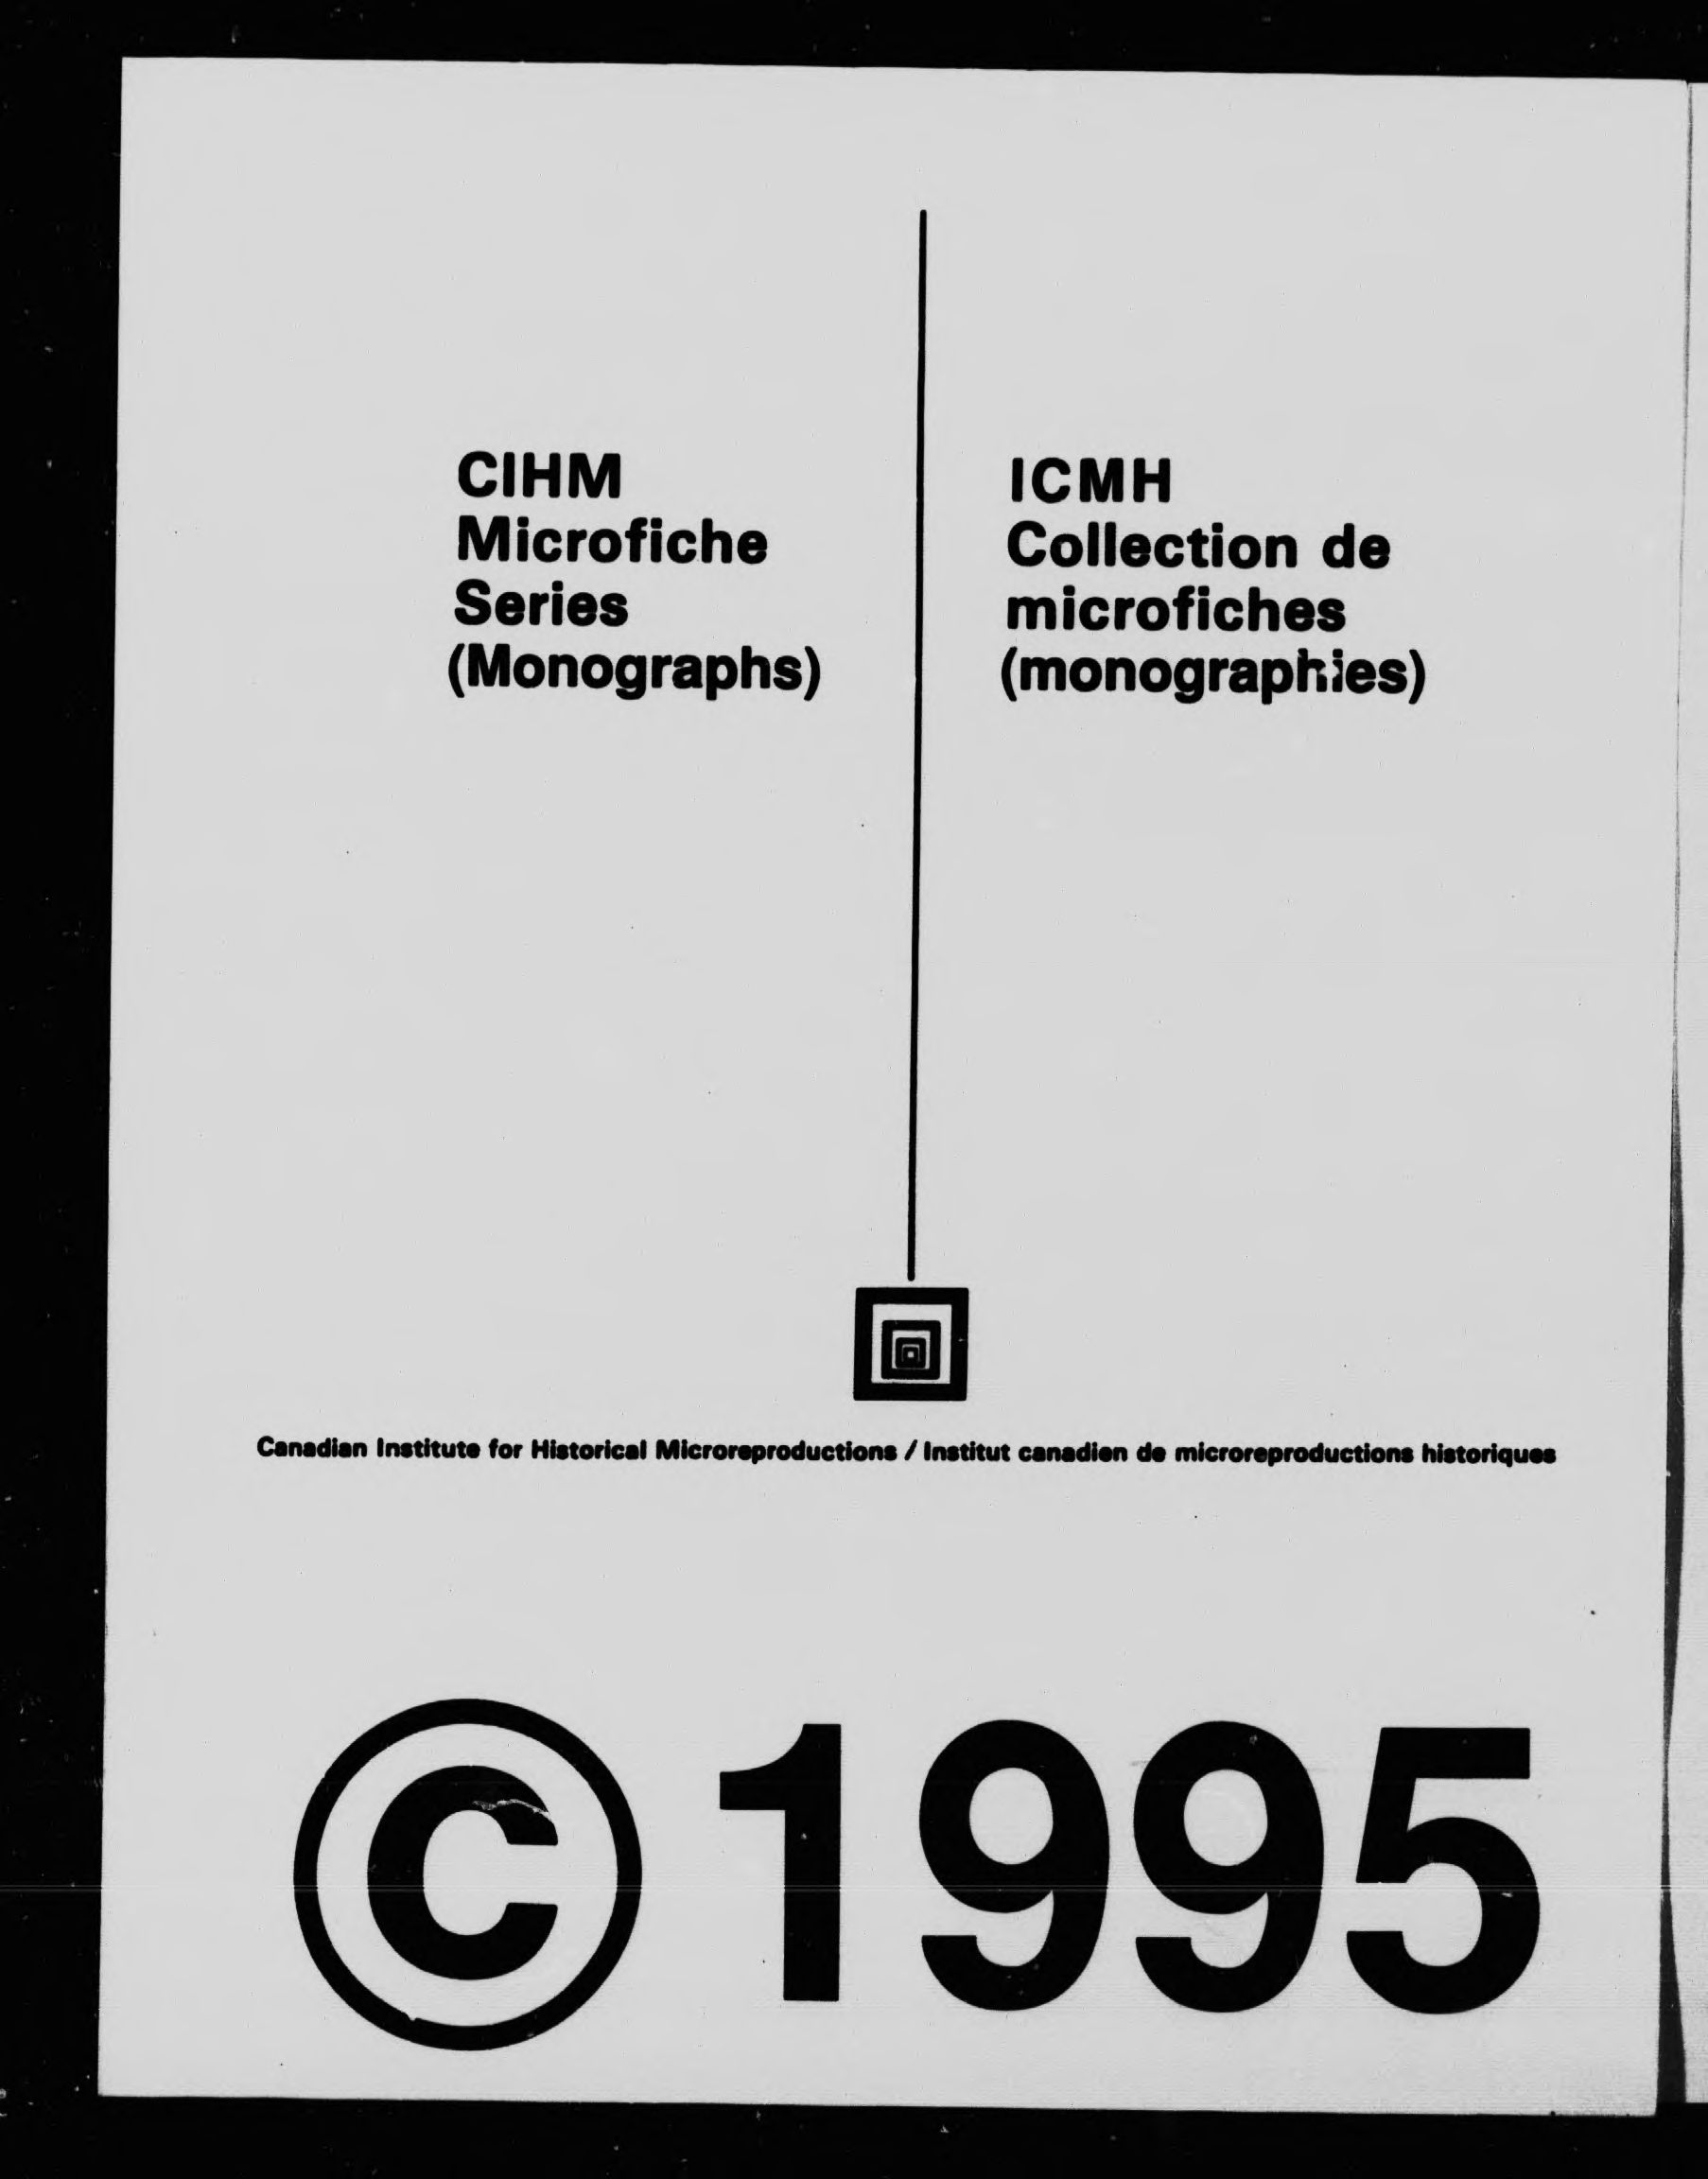 CIHM
Microfiche
Series
(Monographs)
ICMH
Collection de
microfiches
(monographies)
Canadian Institute for Historical Microreproductions / Institut canadien de microreproductions historiques
© 1995